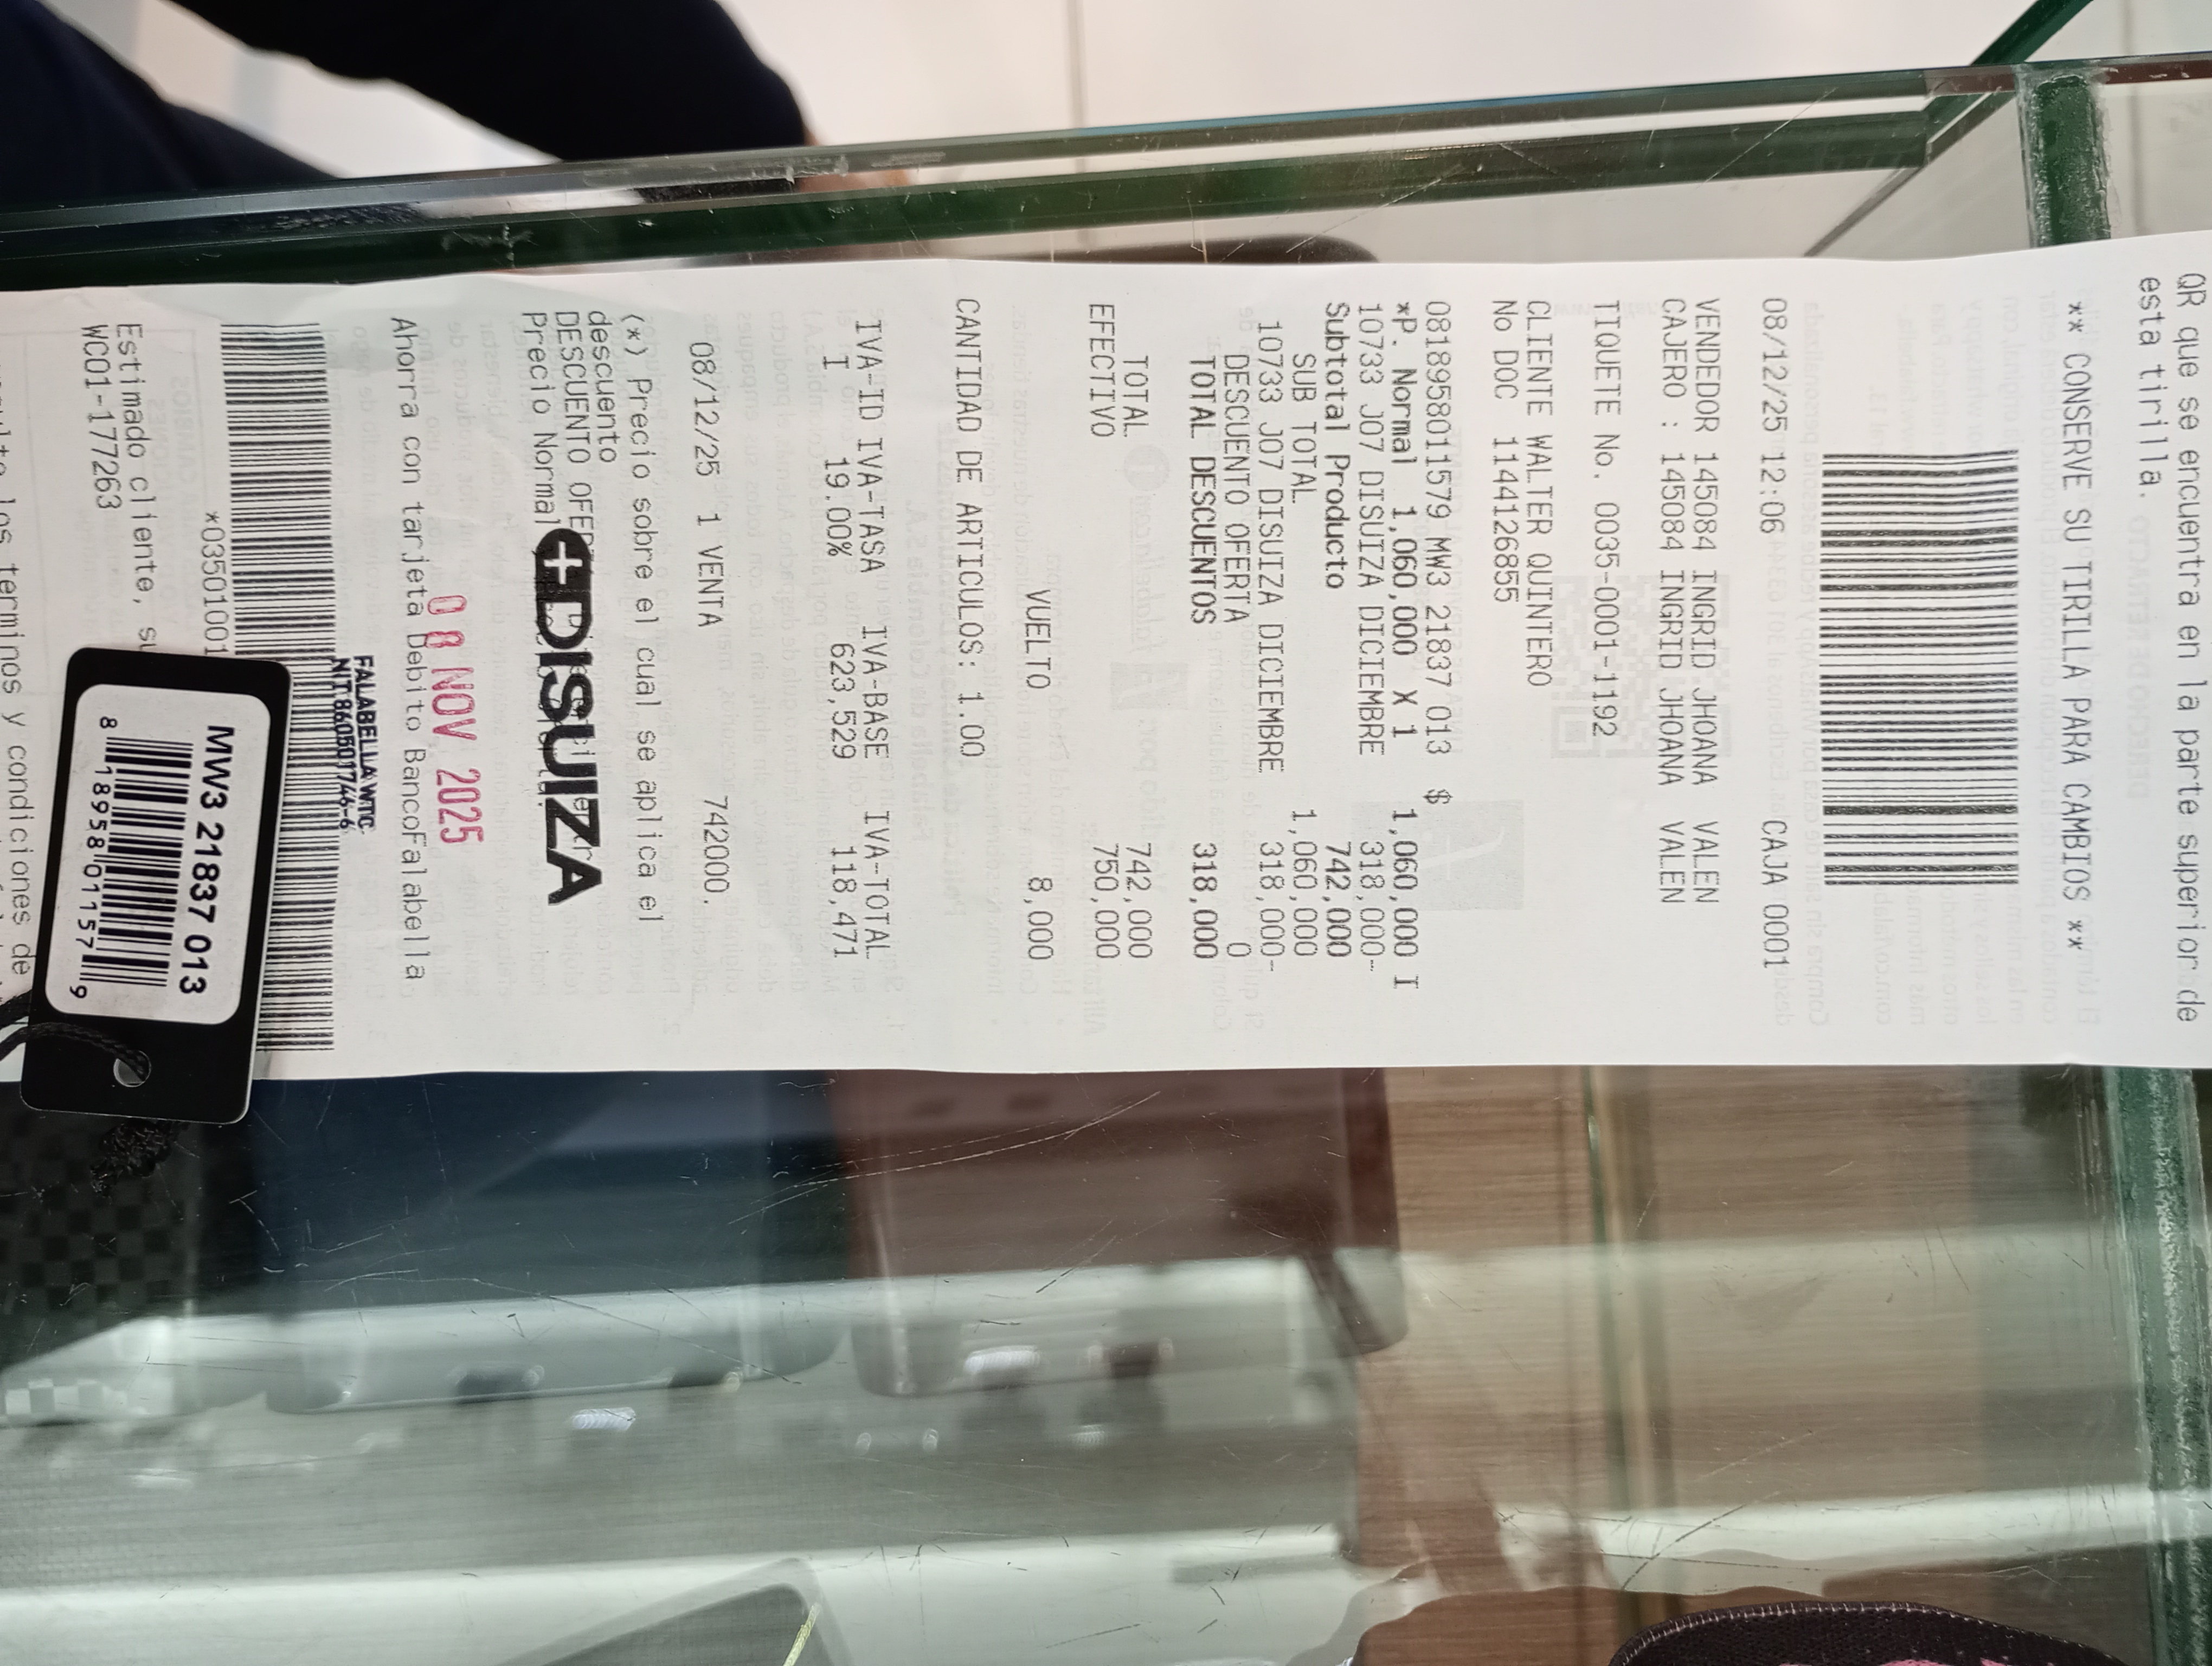 QR que se encuentra en la parte superior de
esta tirilla.
** CONSERVE SU TIRILLA PARA CAMBIOS **
08/12/25 12:06 CAJA 0001
VENDEDOR 145084 INGRID JHOANA VALEN
CAJERO : 145084 INGRID JHOANA VALEN
TIQUETE No. 0035-0001-1192
CLIENTE WALTER QUINTERO
No DOC 1144126855
0818958011579 MW3 21837 013 $ 1,060,000 I
*P. Normal 1,060,000 X 1
10733 J07 DISUIZA DICIEMBRE 318,000-
Subtotal Producto 742,000
SUB TOTAL 1,060,000
10733 J07 DISUIZA DICIEMBRE 318,000-
DESCUENTO OFERTA 0
TOTAL DESCUENTOS 318,000
TOTAL 742,000
EFECTIVO 750,000
VUELTO 8,000
CANTIDAD DE ARTICULOS: 1.00
IVA-ID IVA-TASA IVA-BASE IVA-TOTAL
I 19.00% 623,529 118,471
08/12/25 1 VENTA 742000.
(*) Precio sobre el cual se aplica el
descuento
DESCUENTO
Precio Normal
+DISUIZA
Ahorra con tarjeta Debito BancoFalabella
08 NOV 2025
FALABELLA WTC
NIT 860501746-6
*03501001
Estimado cliente, su
WC01-177263
terminos y condiciones de
MW3 21837 013
8 18958 01157 9